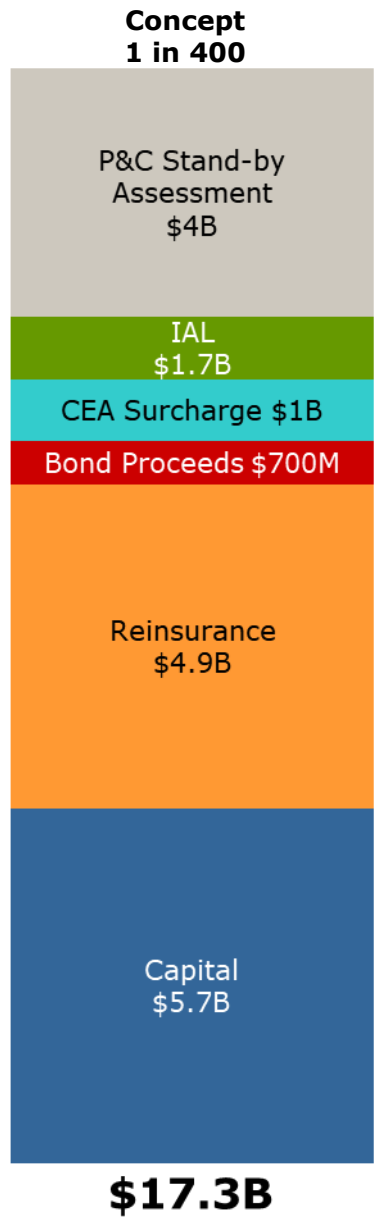 Concept
1 in 400
P&C Stand-by
Assessment
$4B
IAL
$1.7B
CEA Surcharge $1B
Bond Proceeds $700M
Reinsurance
$4.9B
Capital
$5.7B
$17.3B